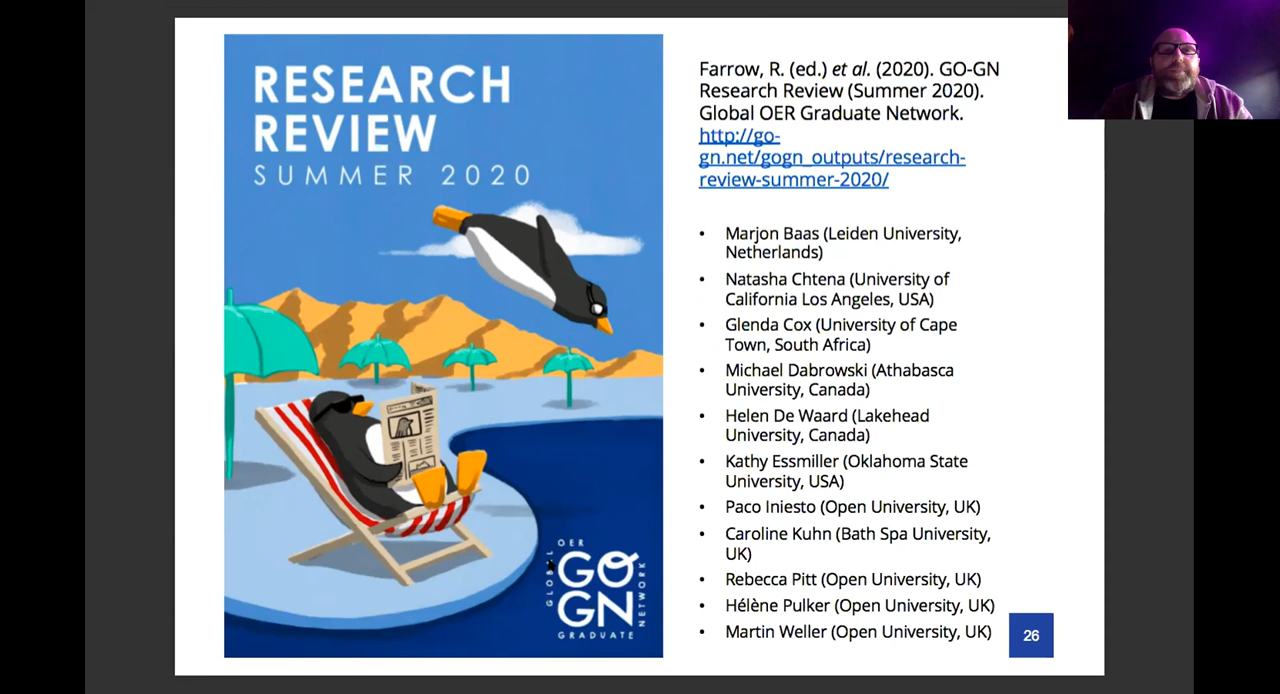 RESEARCH
REVIEW
SUMMER 2020
OER
GLOBAL
GO
GN
NETWORK
GRADUATE
Farrow, R. (ed.) et al. (2020). GO-GN
Research Review (Summer 2020).
Global OER Graduate Network.
http://go-
gn.net/gogn_outputs/research-
review-summer-2020/
• Marjon Baas (Leiden University,
Netherlands)
• Natasha Chtena (University of
California Los Angeles, USA)
• Glenda Cox (University of Cape
Town, South Africa)
• Michael Dabrowski (Athabasca
University, Canada)
• Helen De Waard (Lakehead
University, Canada)
• Kathy Essmiller (Oklahoma State
University, USA)
• Paco Iniesto (Open University, UK)
• Caroline Kuhn (Bath Spa University,
UK)
• Rebecca Pitt (Open University, UK)
• Hélène Pulker (Open University, UK)
• Martin Weller (Open University, UK)
26